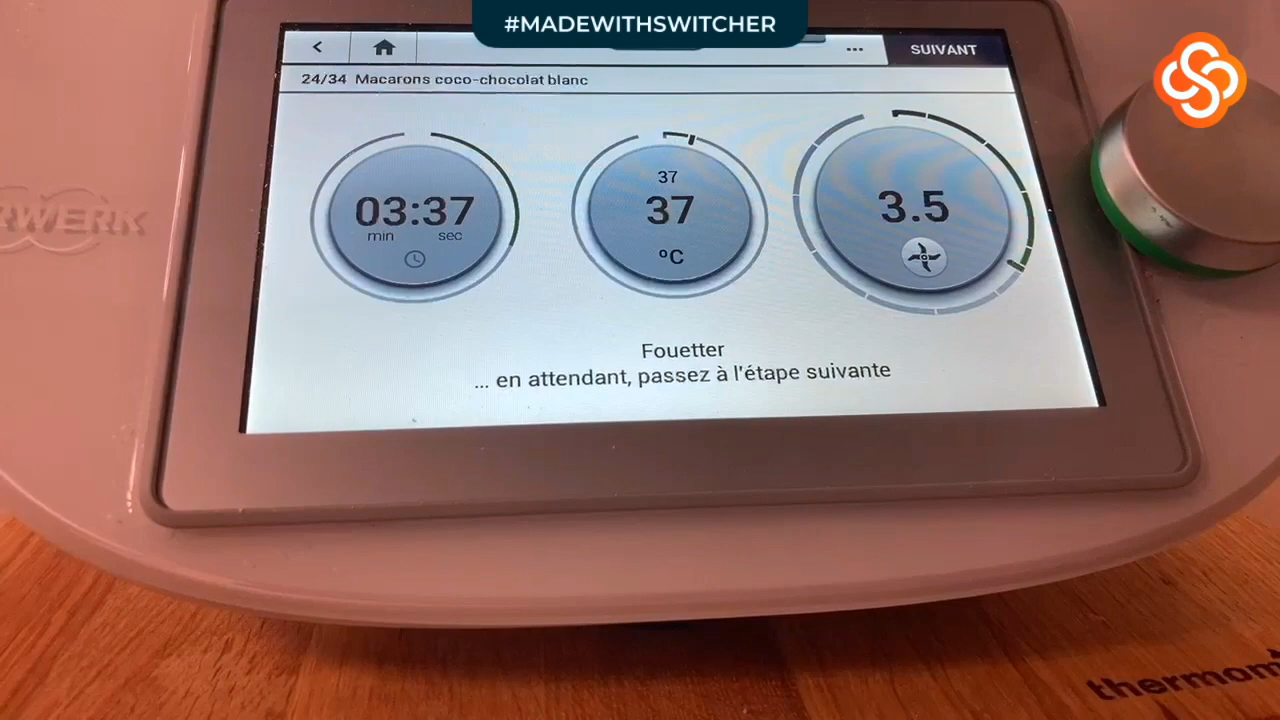 #MADEWITHSWITCHER
SUIVANT
24/34 Macarons coco-chocolat blanc
03:37
min sec
37
37
°C
3.5
Fouetter
... en attendant, passez à l'étape suivante
RWERK
thermom